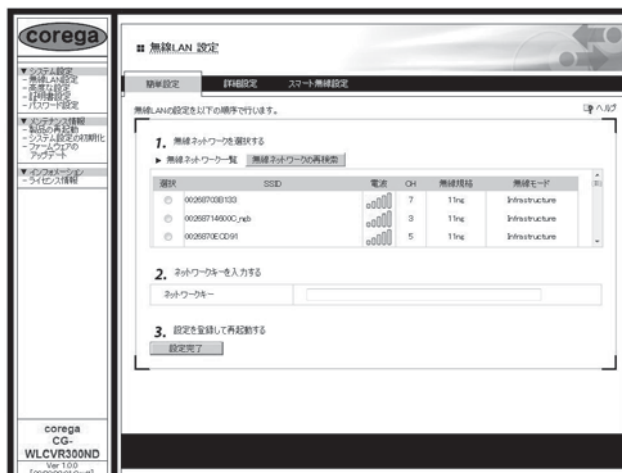 corega
▼システム設定
－無線LAN設定
－高度な設定
－証明書設定
－パスワード設定
▼メンテナンス情報
－製品の再起動
－システム設定の初期化
－ファームウェアの
アップデート
▼インフォメーション
－ライセンス情報
無線LAN 設定
簡単設定 詳細設定 スマート無線設定
無線LANの設定を以下の順序で行います。
ヘルプ
1. 無線ネットワークを選択する
▶ 無線ネットワーク一覧 無線ネットワークの再検索
選択 SSID 電波 CH 無線規格 無線モード
00268703B133 7 11ng Infrastructure
00268714600C_ngb 3 11ng Infrastructure
0026870ECD91 5 11ng Infrastructure
2. ネットワークキーを入力する
ネットワークキー
3. 設定を登録して再起動する
設定完了
corega
CG-
WLCVR300ND
Ver 1.0.0